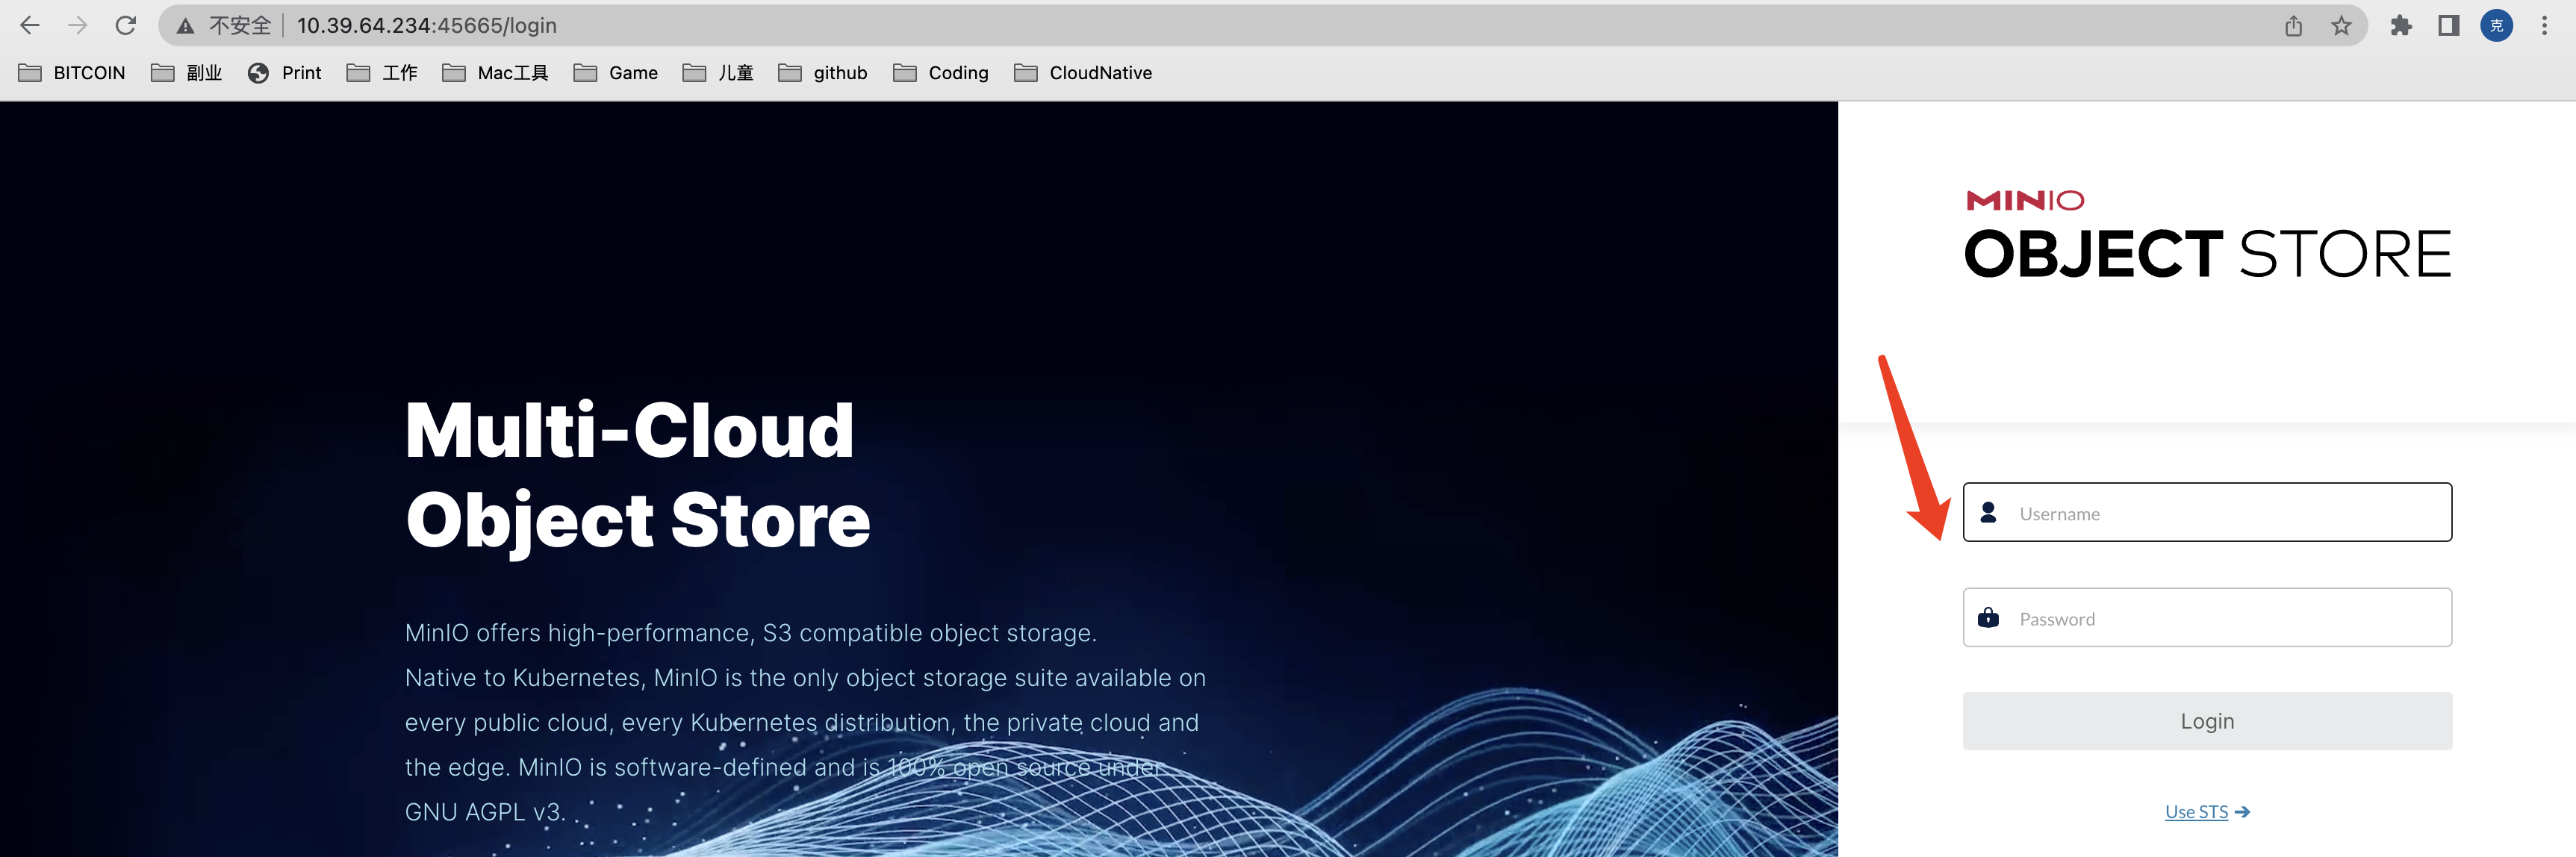 不安全 10.39.64.234:45665/login
克
BITCOIN 副业 Print 工作 Mac工具 Game 儿童 github Coding CloudNative
MINIO
OBJECT STORE
Multi-Cloud
Object Store
MinIO offers high-performance, S3 compatible object storage.
Native to Kubernetes, MinIO is the only object storage suite available on
every public cloud, every Kubernetes distribution, the private cloud and
the edge. MinIO is software-defined and is 100% open source under
GNU AGPL v3.
Username
Password
Login
Use STS